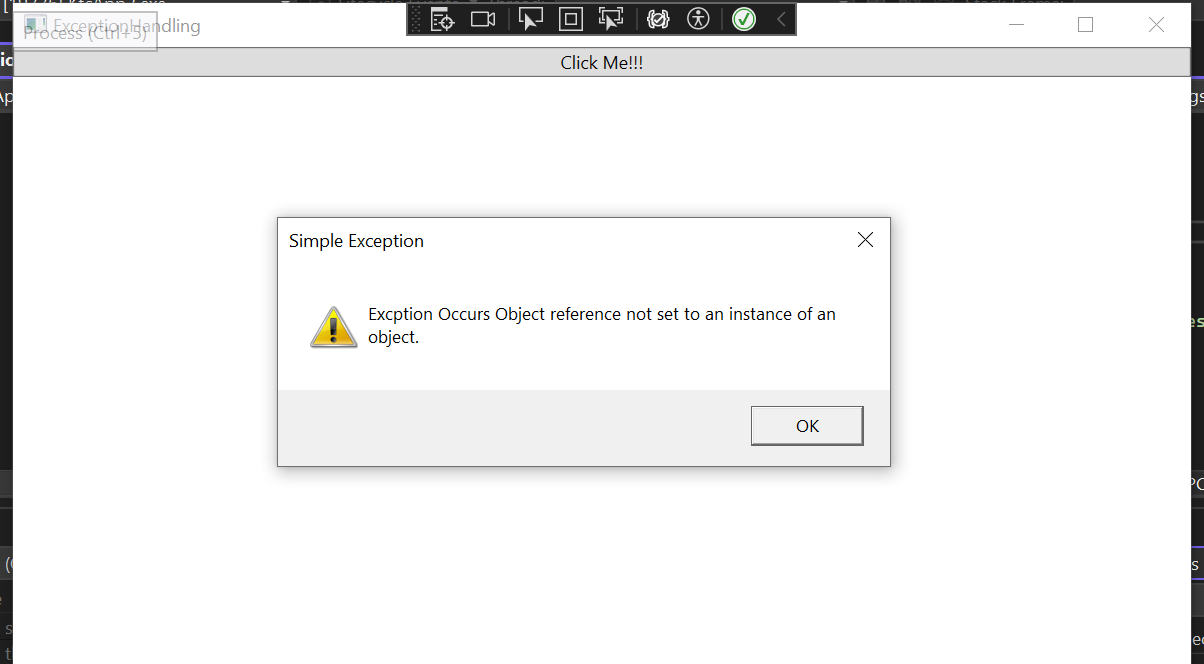 ExceptionHandling
Process (Ctrl+5)
Click Me!!!
Simple Exception
Excption Occurs Object reference not set to an instance of an
object.
OK